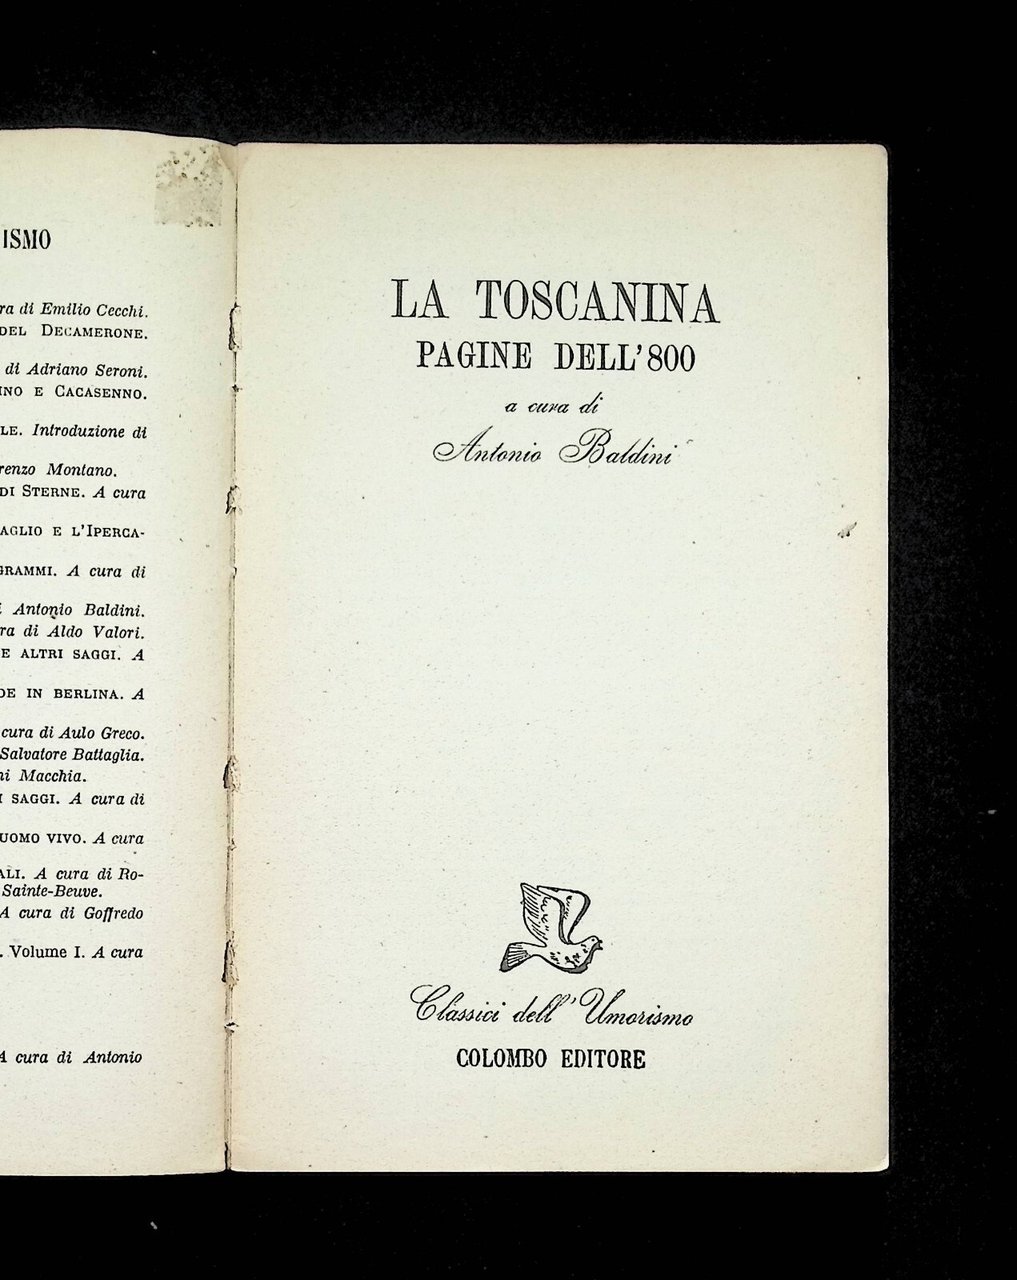 ISMO
ra di Emilio Cecchi.
DEL DECAMERONE.
di Adriano Seroni.
INO E CACASENNO.
LE. Introduzione di
renzo Montano.
DI STERNE. A cura
AGLIO E L'IPERCA-
GRAMMI. A cura di
i Antonio Baldini.
ra di Aldo Valori.
E ALTRI SAGGI. A
DE IN BERLINA. A
cura di Aulo Greco.
Salvatore Battaglia.
ni Macchia.
I SAGGI. A cura di
UOMO VIVO. A cura
ALI. A cura di Ro-
Sainte-Beuve.
A cura di Goffredo
. Volume I. A cura
A cura di Antonio
LA TOSCANINA
PAGINE DELL'800
a cura di
Antonio Baldini
Classici dell'Umorismo
COLOMBO EDITORE